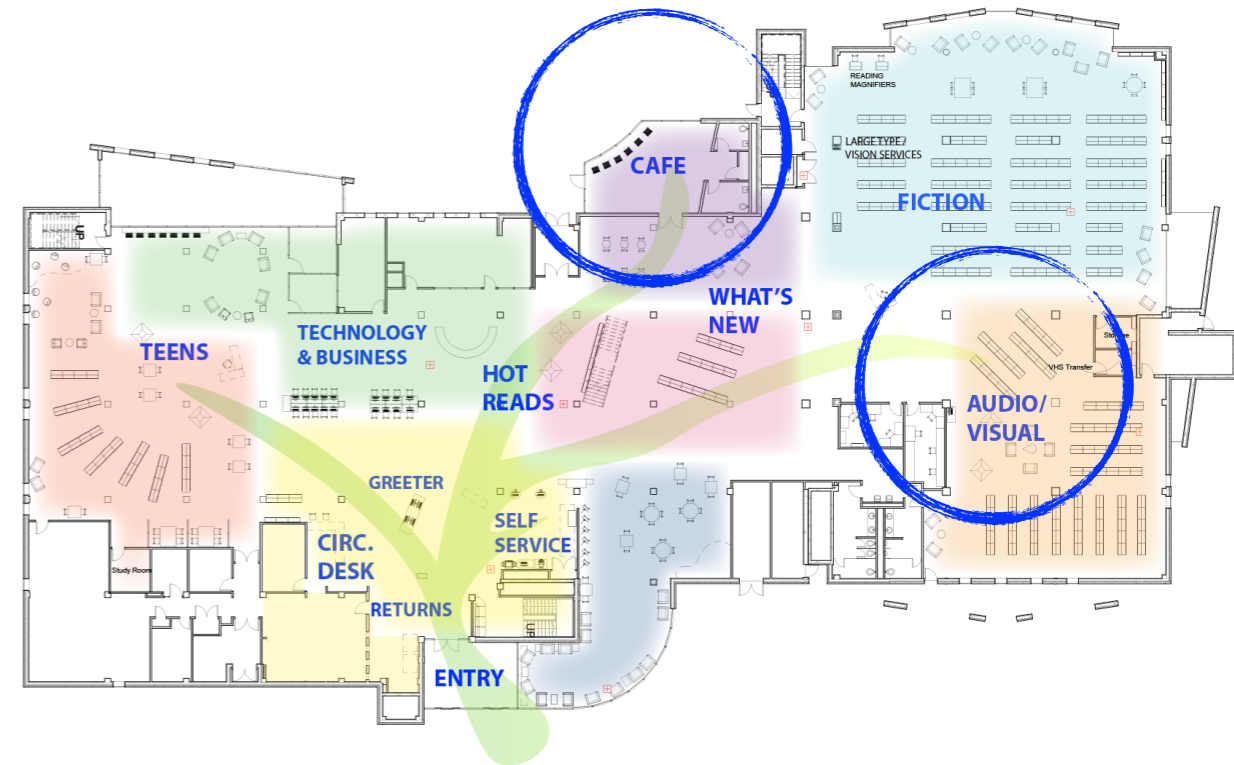 READING
MAGNIFIERS
LARGE TYPE /
VISION SERVICES
CAFE
FICTION
UP
WHAT'S
NEW
TEENS
TECHNOLOGY
& BUSINESS
HOT
READS
Storage
VHS Transfer
AUDIO/
VISUAL
GREETER
SELF
SERVICE
CIRC.
DESK
Study Room
RETURNS
UP
ENTRY